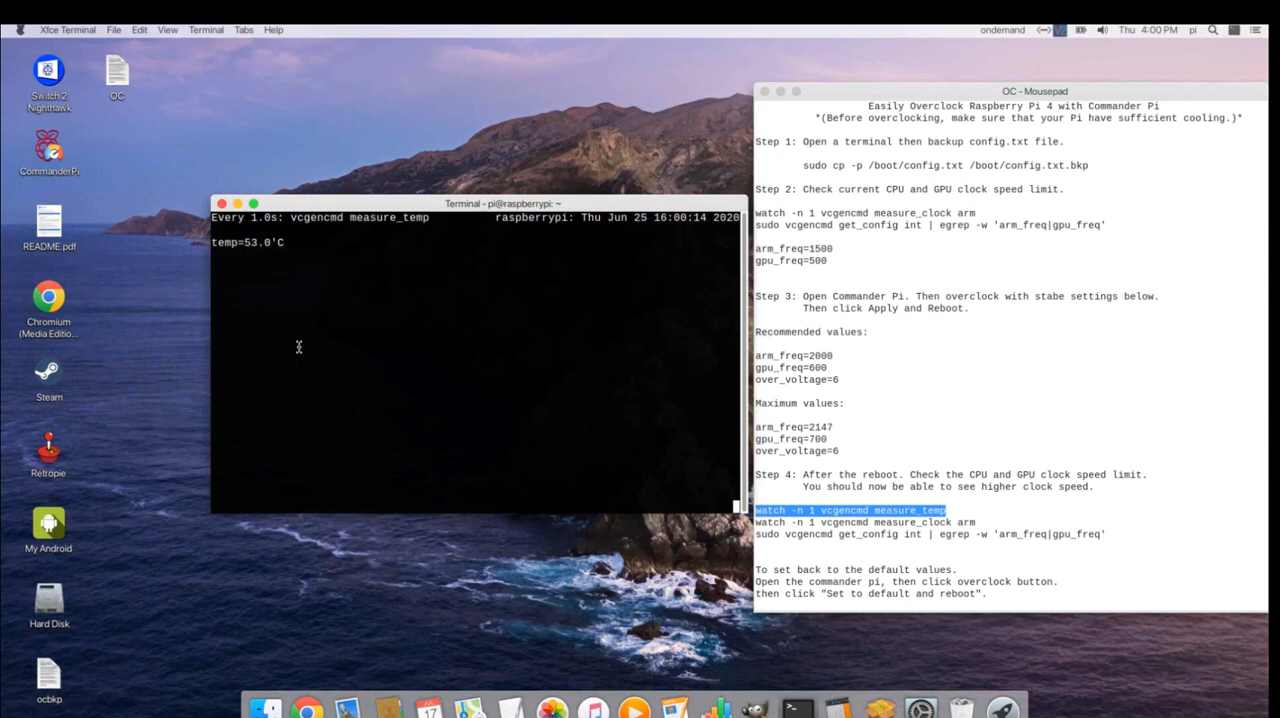 Xfce Terminal File Edit View Terminal Tabs Help
ondemand Thu 4:00 PM pi
Switch 2
Nighthawk
OC
CommanderPi
README.pdf
Chromium
(Media Editio...
Steam
Retropie
My Android
Hard Disk
ocbkp
Terminal - pi@raspberrypi: ~
Every 1.0s: vcgencmd measure_temp raspberrypi: Thu Jun 25 16:00:14 2020
temp=53.0'C
OC - Mousepad
Easily Overclock Raspberry Pi 4 with Commander Pi
*(Before overclocking, make sure that your Pi have sufficient cooling.)*
Step 1: Open a terminal then backup config.txt file.
sudo cp -p /boot/config.txt /boot/config.txt.bkp
Step 2: Check current CPU and GPU clock speed limit.
watch -n 1 vcgencmd measure_clock arm
sudo vcgencmd get_config int | egrep -w 'arm_freq|gpu_freq'
arm_freq=1500
gpu_freq=500
Step 3: Open Commander Pi. Then overclock with stabe settings below.
Then click Apply and Reboot.
Recommended values:
arm_freq=2000
gpu_freq=600
over_voltage=6
Maximum values:
arm_freq=2147
gpu_freq=700
over_voltage=6
Step 4: After the reboot. Check the CPU and GPU clock speed limit.
You should now be able to see higher clock speed.
watch -n 1 vcgencmd measure_temp
watch -n 1 vcgencmd measure_clock arm
sudo vcgencmd get_config int | egrep -w 'arm_freq|gpu_freq'
To set back to the default values.
Open the commander pi, then click overclock button.
then click "Set to default and reboot".
17